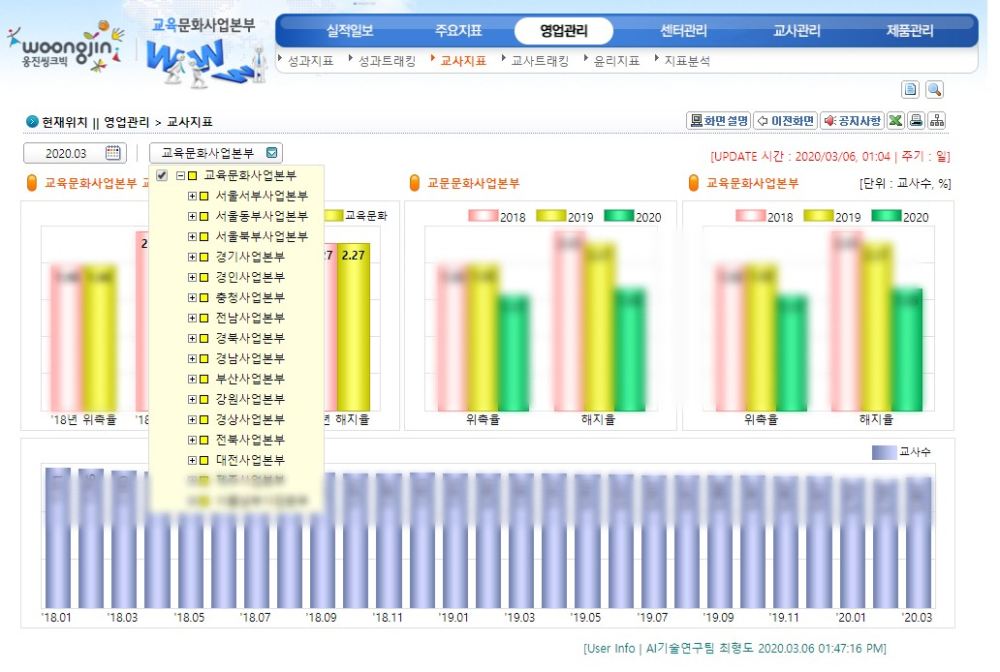 woongjin
웅진씽크빅
교육문화사업본부
WOW
실적일보 주요지표 영업관리 센터관리 교사관리 제품관리
성과지표 성과트래킹 교사지표 교사트래킹 윤리지표 지표분석
현재위치 || 영업관리 > 교사지표
화면설명 이전화면 공지사항
2020.03 교육문화사업본부
[UPDATE 시간 : 2020/03/06, 01:04 | 주기 : 일]
교육문화사업본부 교
교문문화사업본부
교육문화사업본부
[단위 : 교사수, %]
교육문화사업본부
서울서부사업본부
서울동부사업본부
서울북부사업본부
경기사업본부
경인사업본부
충청사업본부
전남사업본부
경북사업본부
경남사업본부
부산사업본부
강원사업본부
경상사업본부
전북사업본부
대전사업본부
교육문화
2018 2019 2020
2018 2019 2020
2.27
'18년 위촉율 '18 년 해지율
위촉율 해지율
위촉율 해지율
교사수
'18.01 '18.03 '18.05 '18.07 '18.09 '18.11 '19.01 '19.03 '19.05 '19.07 '19.09 '19.11 '20.01 '20.03
[User Info | AI기술연구팀 최형도 2020.03.06 01:47:16 PM]